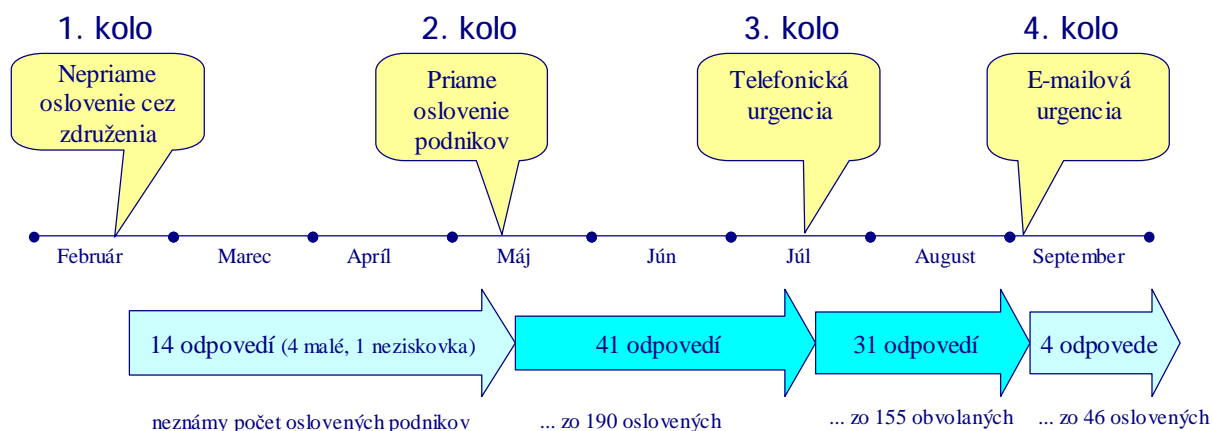 1. kolo
2. kolo
3. kolo
4. kolo
Nepriame
oslovenie cez
združenia
Priame
oslovenie
podnikov
Telefonická
urgencia
E-mailová
urgencia
Február
Marec
Apríl
Máj
Jún
Júl
August
September
14 odpovedí (4 malé, 1 neziskovka)
41 odpovedí
31 odpovedí
4 odpovede
neznámy počet oslovených podnikov
... zo 190 oslovených
... zo 155 obvolaných
... zo 46 oslovených